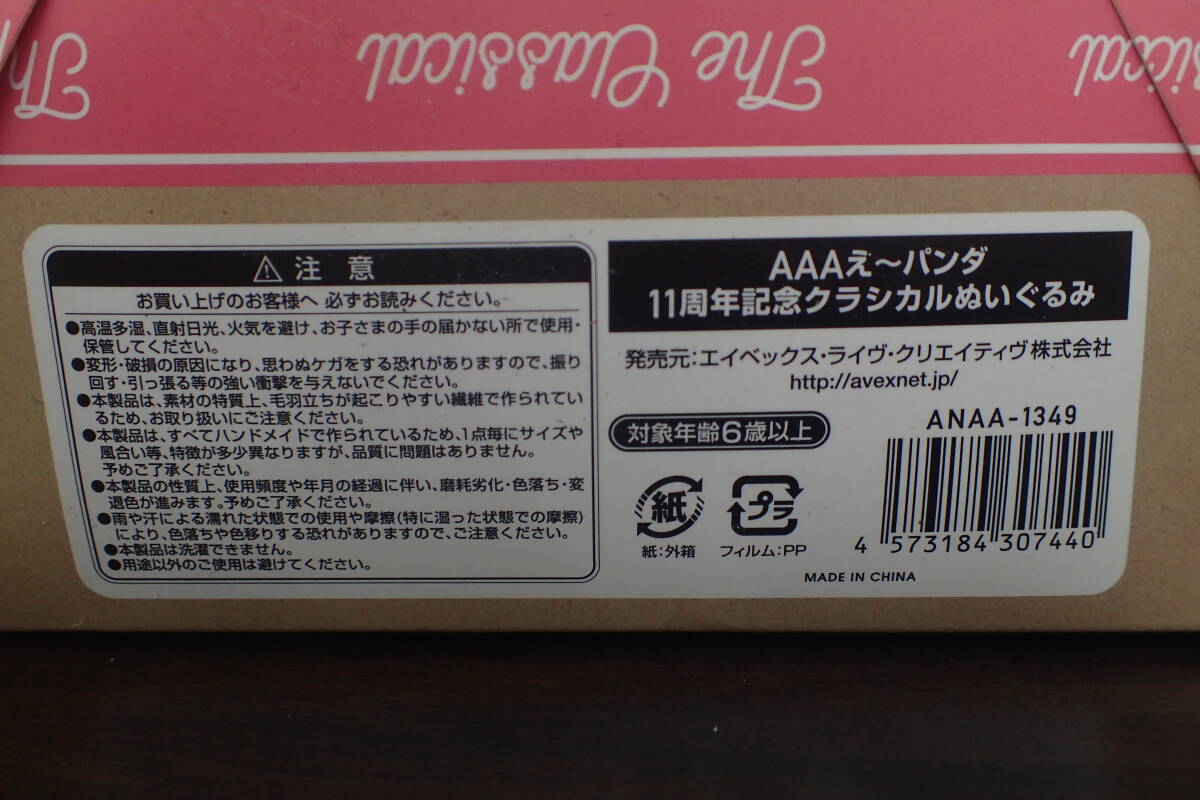 The Classical
ssical
⚠ 注 意
お買い上げのお客様へ 必ずお読みください。
●高温多湿、直射日光、火気を避け、お子さまの手の届かない所で使用・
保管してください。
●変形・破損の原因になり、思わぬケガをする恐れがありますので、振り
回す・引っ張る等の強い衝撃を与えないでください。
●本製品は、素材の特質上、毛羽立ちが起こりやすい繊維で作られてい
るため、お取り扱いにご注意ください。
●本製品は、すべてハンドメイドで作られているため、1点毎にサイズや
風合い等、特徴が多少異なりますが、品質に問題はありません。
予めご了承ください。
●本製品の性質上、使用頻度や年月の経過に伴い、磨耗劣化・色落ち・変
退色が進みます。予めご了承ください。
●雨や汗による濡れた状態での使用や摩擦(特に湿った状態での摩擦)
により、色落ちや色移りする恐れがありますので、ご注意ください。
●本製品は洗濯できません。
●用途以外のご使用は避けてください。
AAAえ〜パンダ
11周年記念クラシカルぬいぐるみ
発売元:エイベックス・ライヴ・クリエイティヴ株式会社
http://avexnet.jp/
対象年齢6歳以上
ANAA-1349
紙
プラ
紙:外箱 フィルム:PP
4 573184 307440
MADE IN CHINA